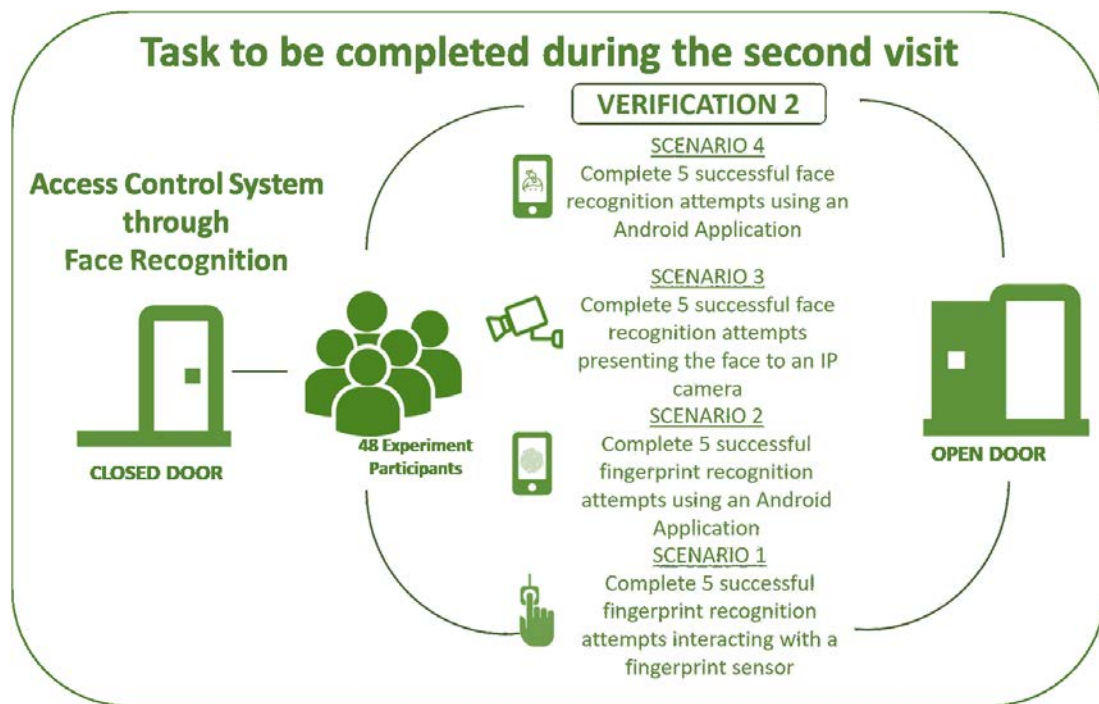 Task to be completed during the second visit
VERIFICATION 2
Access Control System
through
Face Recognition
CLOSED DOOR
48 Experiment
Participants
SCENARIO 4
Complete 5 successful face
recognition attempts using an
Android Application
SCENARIO 3
Complete 5 successful face
recognition attempts
presenting the face to an IP
camera
SCENARIO 2
Complete 5 successful
fingerprint recognition
attempts using an Android
Application
SCENARIO 1
Complete 5 successful
fingerprint recognition
attempts interacting with a
fingerprint sensor
OPEN DOOR